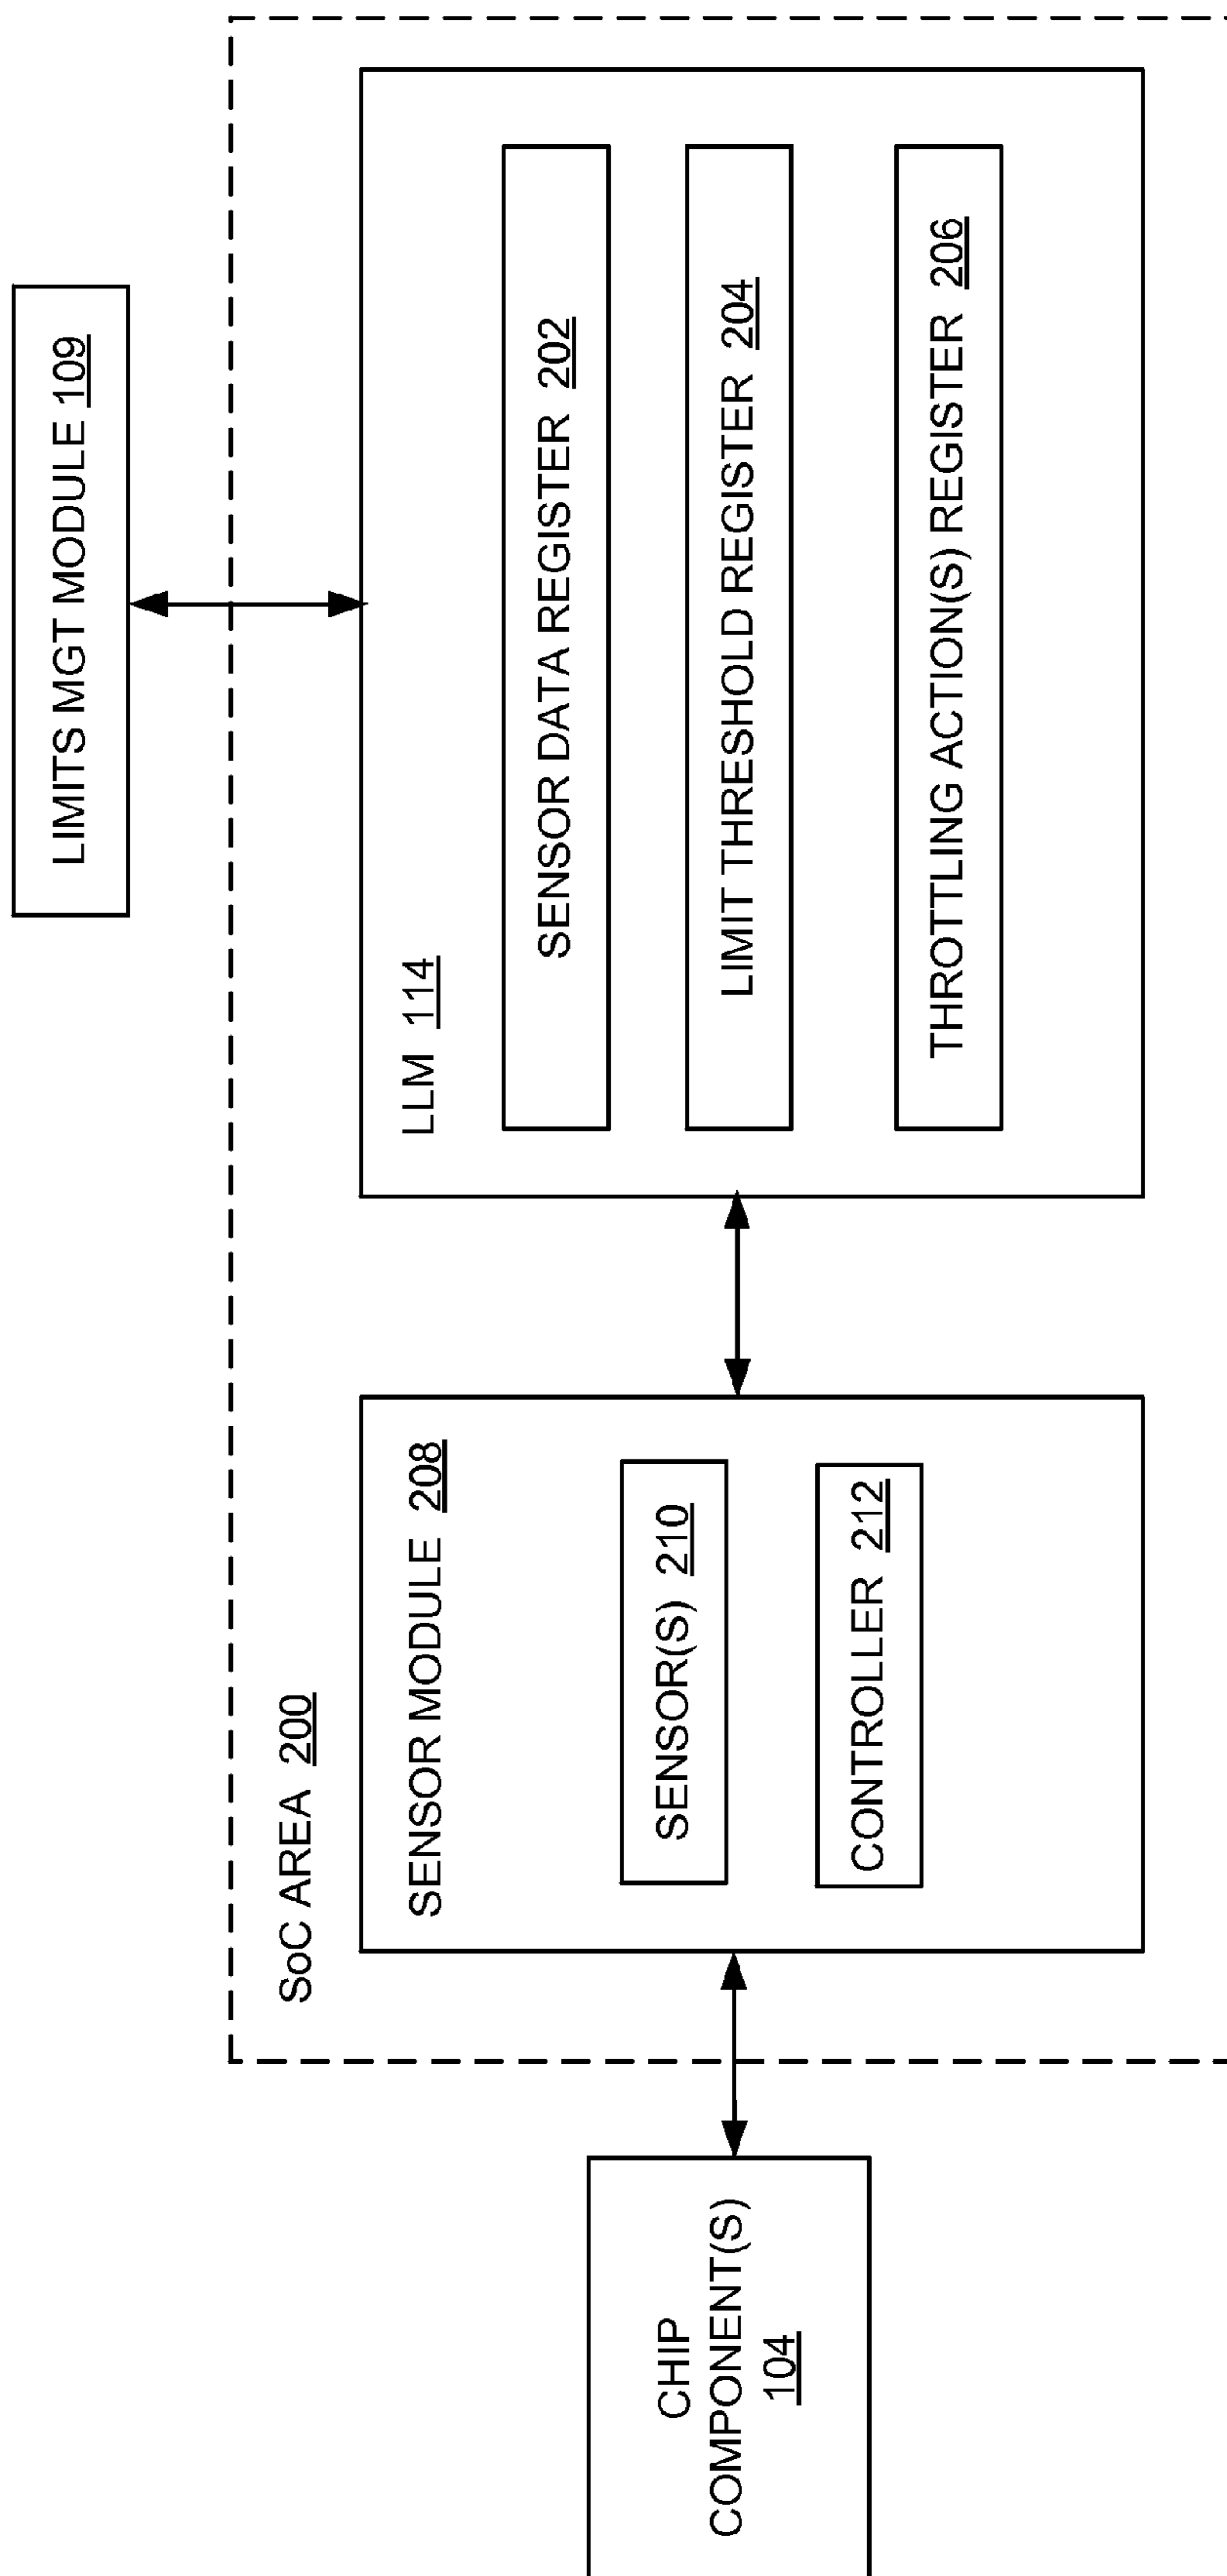 LIMITS MGT MODULE 109
SoC AREA 200
SENSOR MODULE 208
SENSOR(S) 210
CONTROLLER 212
LLM 114
SENSOR DATA REGISTER 202
LIMIT THRESHOLD REGISTER 204
THROTTLING ACTION(S) REGISTER 206
CHIP
COMPONENT(S)
104